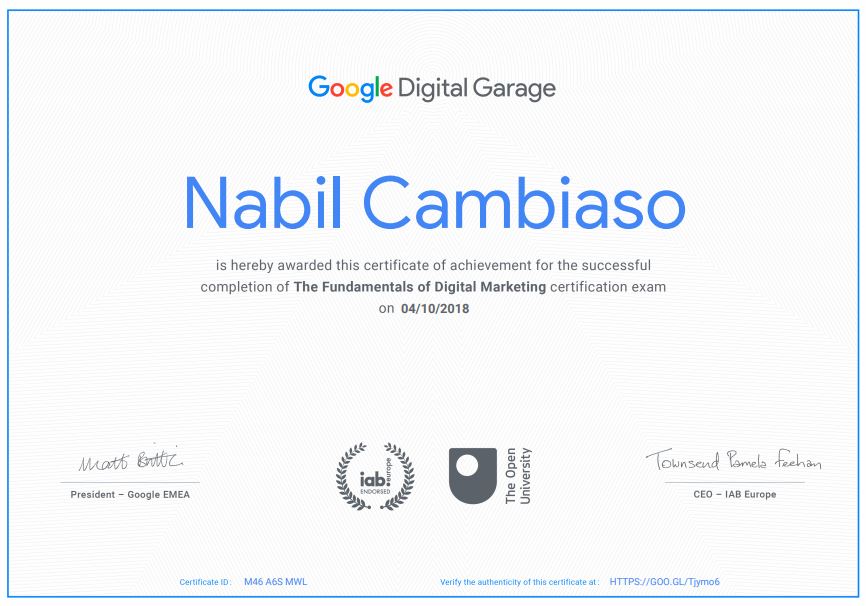 Google Digital Garage
Nabil Cambiaso
is hereby awarded this certificate of achievement for the successful
completion of The Fundamentals of Digital Marketing certification exam
on 04/10/2018
Townsend Pamela Feehan
President – Google EMEA
iab europe
ENDORSED
The Open
University
CEO – IAB Europe
Certificate ID : M46 A6S MWL
Verify the authenticity of this certificate at : HTTPS://GOO.GL/Tjymo6